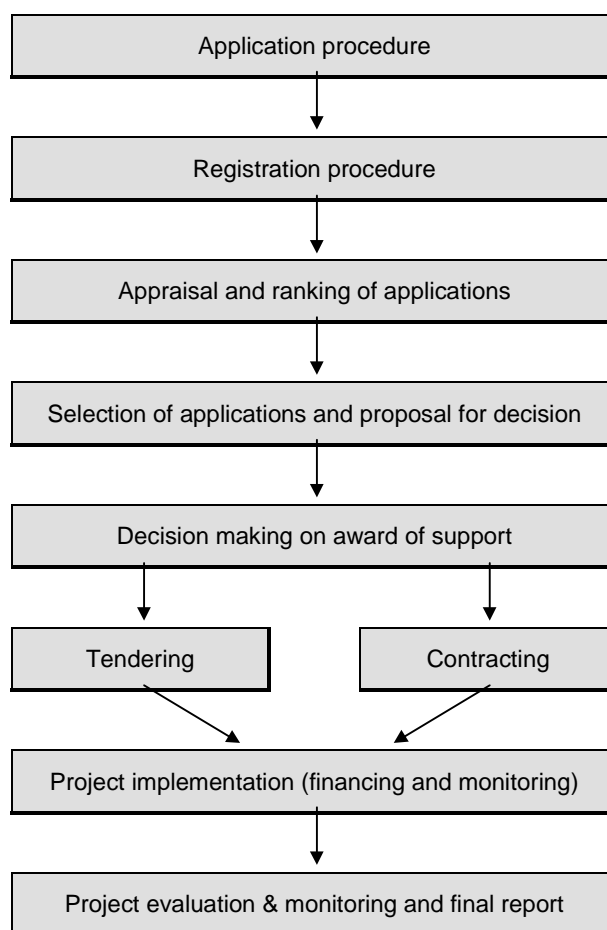 Application procedure
Registration procedure
Appraisal and ranking of applications
Selection of applications and proposal for decision
Decision making on award of support
Tendering
Contracting
Project implementation (financing and monitoring)
Project evaluation & monitoring and final report